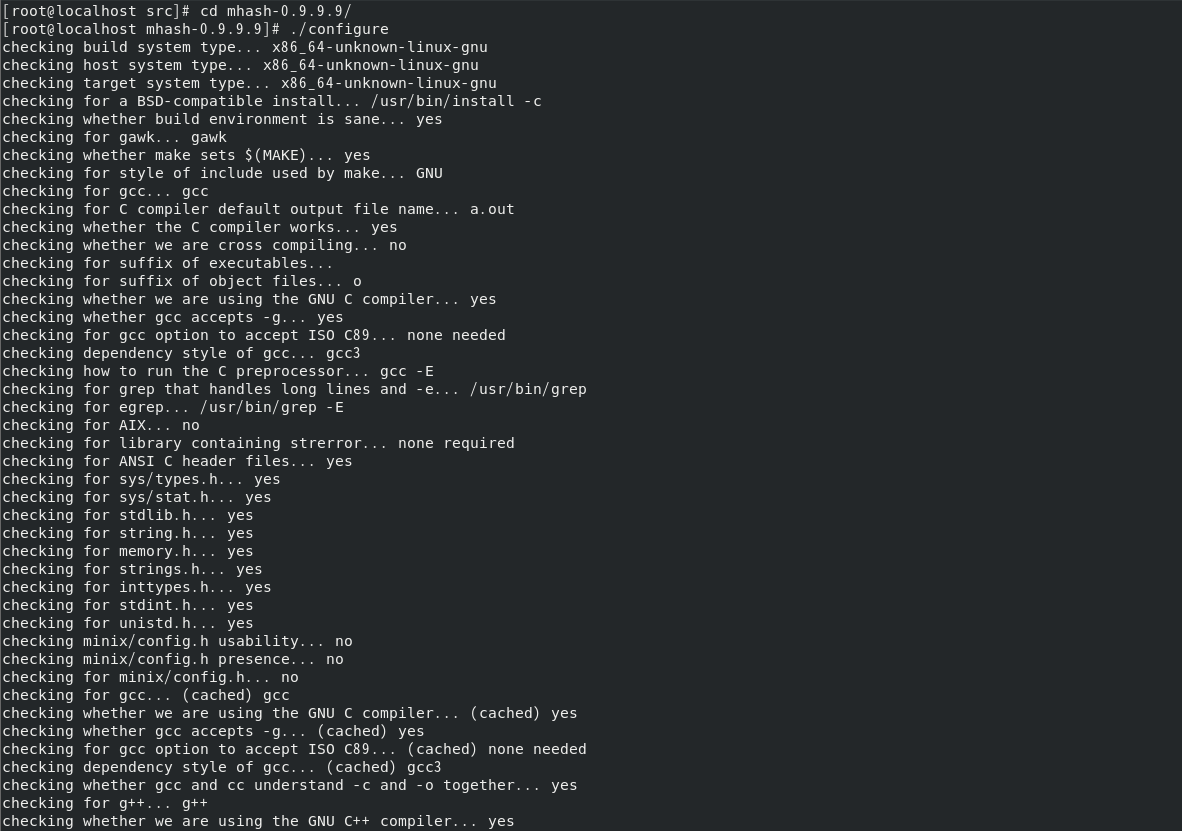 [root@localhost src]# cd mhash-0.9.9.9/
[root@localhost mhash-0.9.9.9]# ./configure
checking build system type... x86_64-unknown-linux-gnu
checking host system type... x86_64-unknown-linux-gnu
checking target system type... x86_64-unknown-linux-gnu
checking for a BSD-compatible install... /usr/bin/install -c
checking whether build environment is sane... yes
checking for gawk... gawk
checking whether make sets $(MAKE)... yes
checking for style of include used by make... GNU
checking for gcc... gcc
checking for C compiler default output file name... a.out
checking whether the C compiler works... yes
checking whether we are cross compiling... no
checking for suffix of executables...
checking for suffix of object files... o
checking whether we are using the GNU C compiler... yes
checking whether gcc accepts -g... yes
checking for gcc option to accept ISO C89... none needed
checking dependency style of gcc... gcc3
checking how to run the C preprocessor... gcc -E
checking for grep that handles long lines and -e... /usr/bin/grep
checking for egrep... /usr/bin/grep -E
checking for AIX... no
checking for library containing strerror... none required
checking for ANSI C header files... yes
checking for sys/types.h... yes
checking for sys/stat.h... yes
checking for stdlib.h... yes
checking for string.h... yes
checking for memory.h... yes
checking for strings.h... yes
checking for inttypes.h... yes
checking for stdint.h... yes
checking for unistd.h... yes
checking minix/config.h usability... no
checking minix/config.h presence... no
checking for minix/config.h... no
checking for gcc... (cached) gcc
checking whether we are using the GNU C compiler... (cached) yes
checking whether gcc accepts -g... (cached) yes
checking for gcc option to accept ISO C89... (cached) none needed
checking dependency style of gcc... (cached) gcc3
checking whether gcc and cc understand -c and -o together... yes
checking for g++... g++
checking whether we are using the GNU C++ compiler... yes